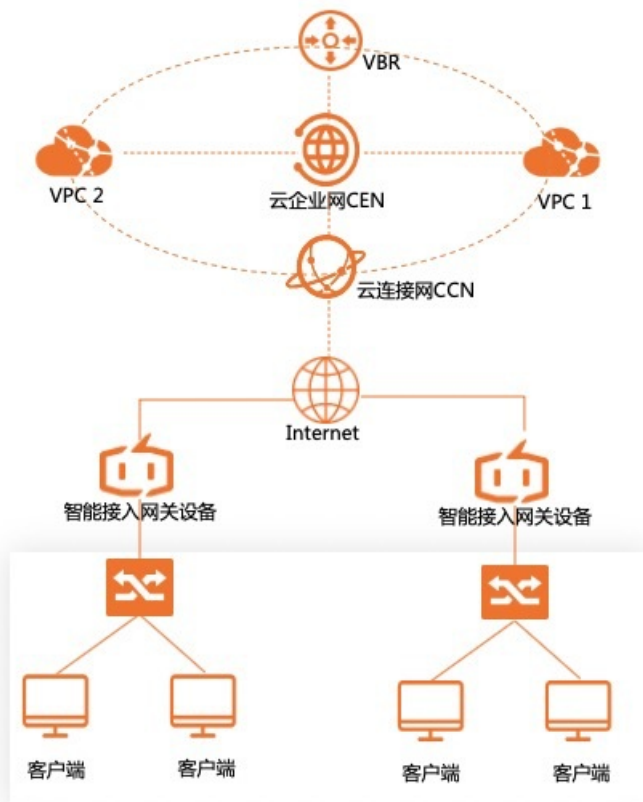 VBR
VPC 2
云企业网CEN
VPC 1
云连接网CCN
Internet
智能接入网关设备
智能接入网关设备
客户端
客户端
客户端
客户端